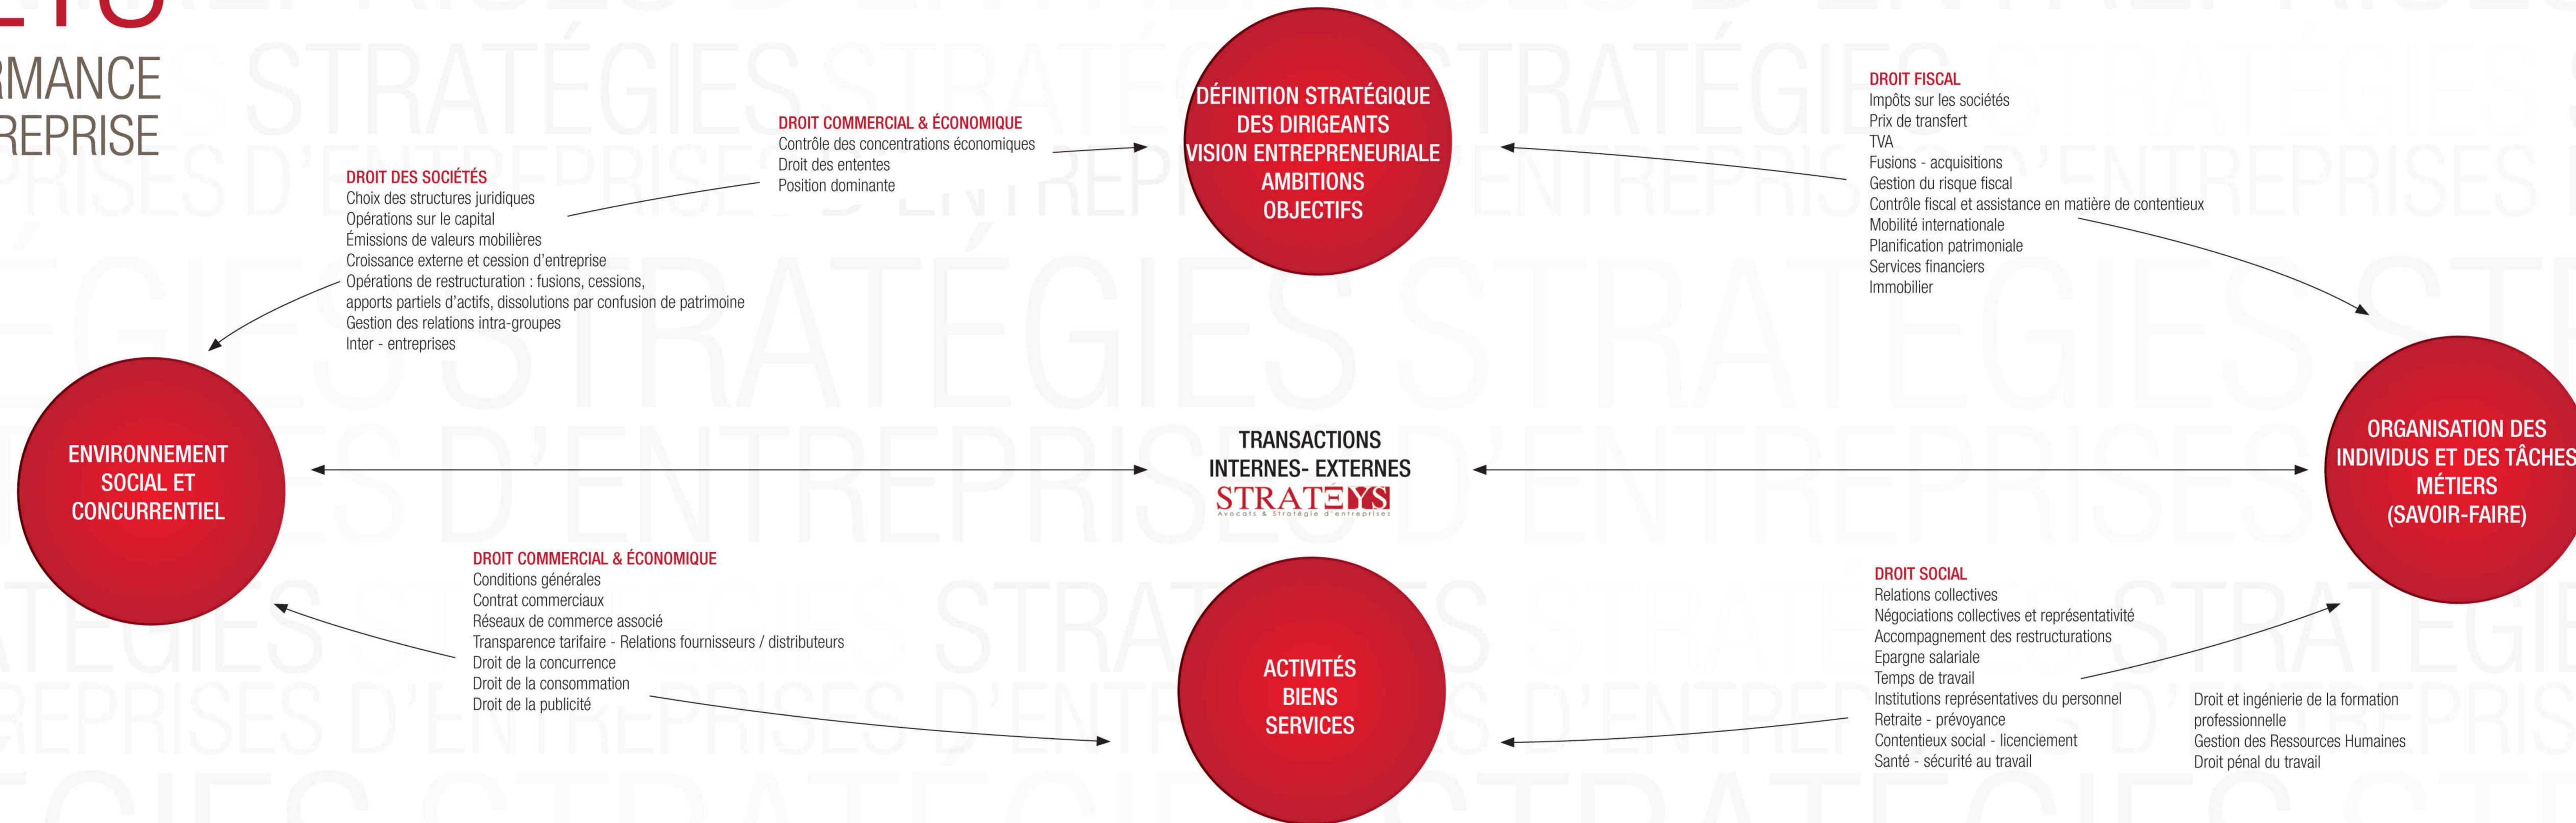 RMANCE
REPRISE
DÉFINITION STRATÉGIQUE
DES DIRIGEANTS
VISION ENTREPRENEURIALE
AMBITIONS
OBJECTIFS
DROIT FISCAL
Impôts sur les sociétés
Prix de transfert
TVA
Fusions - acquisitions
Gestion du risque fiscal
Contrôle fiscal et assistance en matière de contentieux
Mobilité internationale
Planification patrimoniale
Services financiers
Immobilier
DROIT COMMERCIAL & ÉCONOMIQUE
Contrôle des concentrations économiques
Droit des ententes
Position dominante
DROIT DES SOCIÉTÉS
Choix des structures juridiques
Opérations sur le capital
Émissions de valeurs mobilières
Croissance externe et cession d'entreprise
Opérations de restructuration : fusions, cessions,
apports partiels d'actifs, dissolutions par confusion de patrimoine
Gestion des relations intra-groupes
Inter - entreprises
ENVIRONNEMENT
SOCIAL ET
CONCURRENTIEL
TRANSACTIONS
INTERNES- EXTERNES
STRATEYS
Avocats & Stratégie d'entreprises
ORGANISATION DES
INDIVIDUS ET DES TÂCHES
MÉTIERS
(SAVOIR-FAIRE)
DROIT COMMERCIAL & ÉCONOMIQUE
Conditions générales
Contrat commerciaux
Réseaux de commerce associé
Transparence tarifaire - Relations fournisseurs / distributeurs
Droit de la concurrence
Droit de la consommation
Droit de la publicité
ACTIVITÉS
BIENS
SERVICES
DROIT SOCIAL
Relations collectives
Négociations collectives et représentativité
Accompagnement des restructurations
Epargne salariale
Temps de travail
Institutions représentatives du personnel
Retraite - prévoyance
Contentieux social - licenciement
Santé - sécurité au travail
Droit et ingénierie de la formation
professionnelle
Gestion des Ressources Humaines
Droit pénal du travail